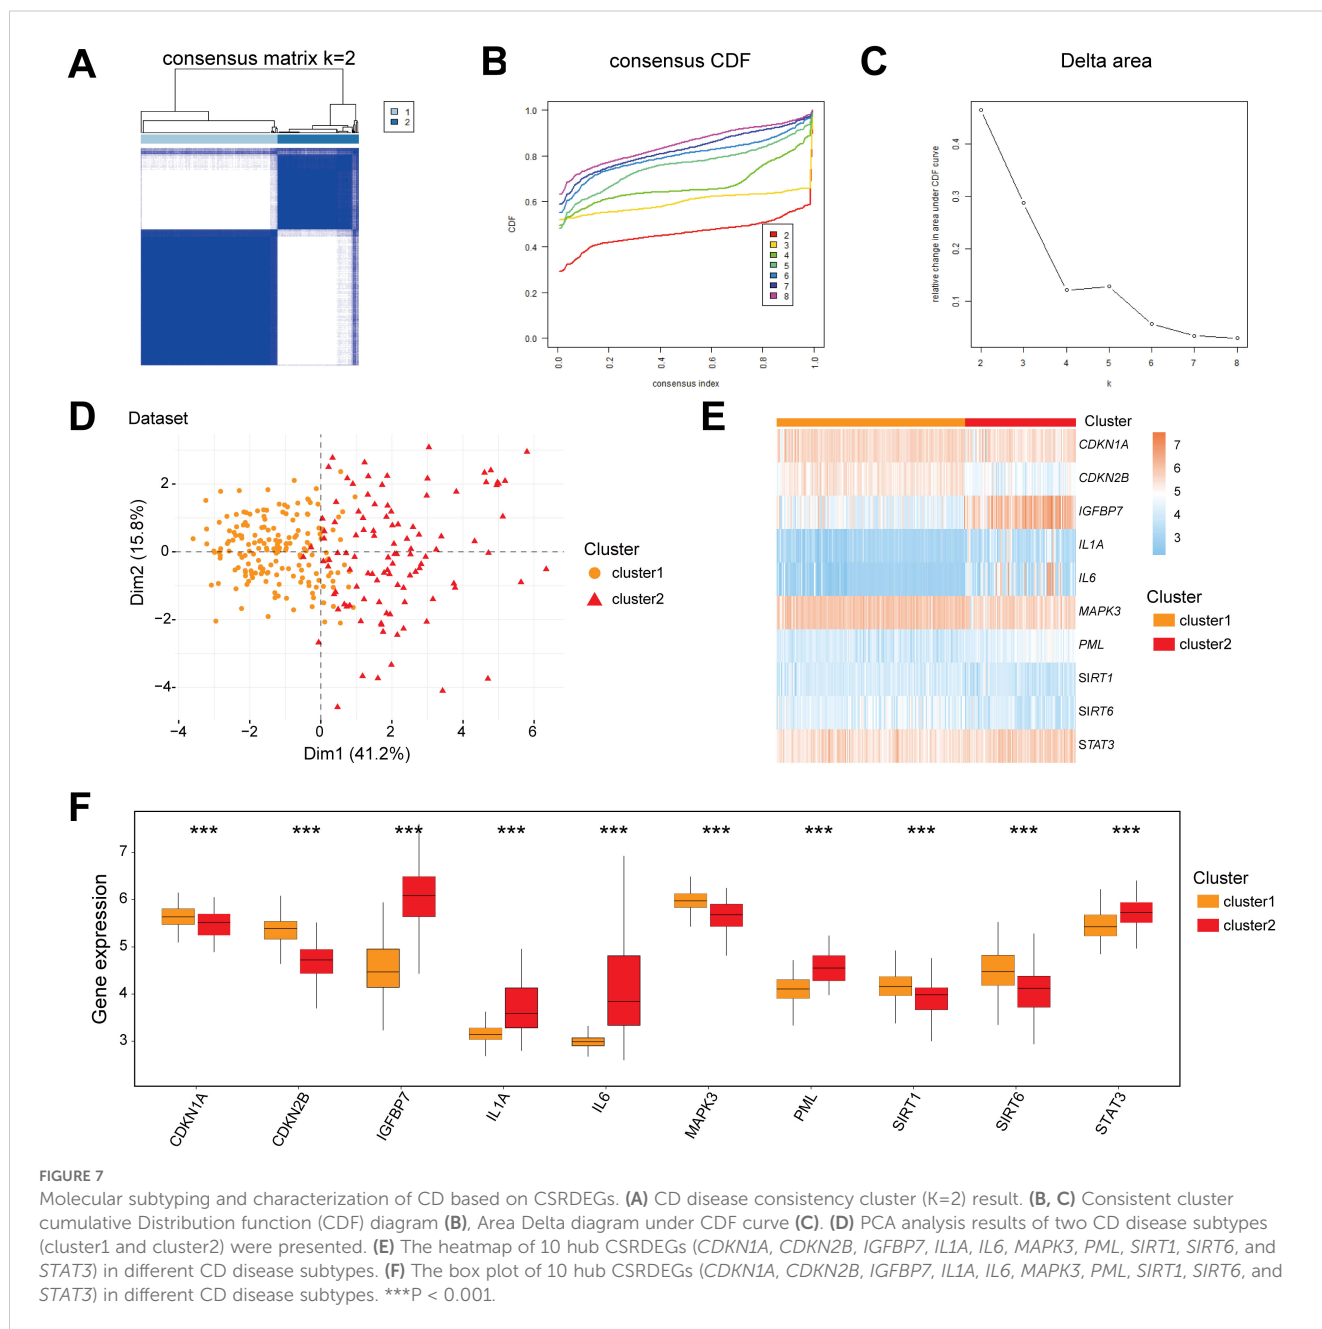 A
consensus matrix k=2
1
2
B
consensus CDF
CDF
1.0
0.8
0.6
0.4
0.2
0.0
0.0
0.2
0.4
0.6
0.8
1.0
consensus index
2
3
4
5
6
7
8
C
Delta area
relative change in area under CDF curve
0.4
0.3
0.2
0.1
2
3
4
5
6
7
8
k
D
Dataset
Dim2 (15.8%)
2
0
−2
−4
−4
−2
0
2
4
6
Dim1 (41.2%)
Cluster
cluster1
cluster2
E
Cluster
CDKN1A
CDKN2B
IGFBP7
IL1A
IL6
MAPK3
PML
SIRT1
SIRT6
STAT3
7
6
5
4
3
Cluster
cluster1
cluster2
F
Gene expression
7
6
5
4
3
*** *** *** *** *** *** *** *** *** ***
CDKN1A
CDKN2B
IGFBP7
IL1A
IL6
MAPK3
PML
SIRT1
SIRT6
STAT3
Cluster
cluster1
cluster2
FIGURE 7
Molecular subtyping and characterization of CD based on CSRDEGs. (A) CD disease consistency cluster (K=2) result. (B, C) Consistent cluster
cumulative Distribution function (CDF) diagram (B), Area Delta diagram under CDF curve (C). (D) PCA analysis results of two CD disease subtypes
(cluster1 and cluster2) were presented. (E) The heatmap of 10 hub CSRDEGs (CDKN1A, CDKN2B, IGFBP7, IL1A, IL6, MAPK3, PML, SIRT1, SIRT6, and
STAT3) in different CD disease subtypes. (F) The box plot of 10 hub CSRDEGs (CDKN1A, CDKN2B, IGFBP7, IL1A, IL6, MAPK3, PML, SIRT1, SIRT6, and
STAT3) in different CD disease subtypes. ***P < 0.001.